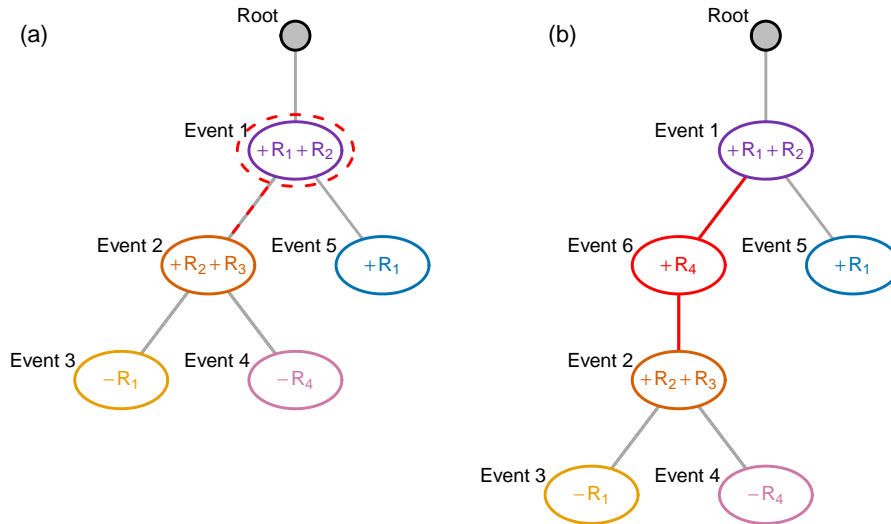 (a)
Root
Event 1
+R₁+R₂
Event 2
+R₂+R₃
Event 5
+R₁
Event 3
−R₁
Event 4
−R₄
(b)
Root
Event 1
+R₁+R₂
Event 6
+R₄
Event 5
+R₁
Event 2
+R₂+R₃
Event 3
−R₁
Event 4
−R₄